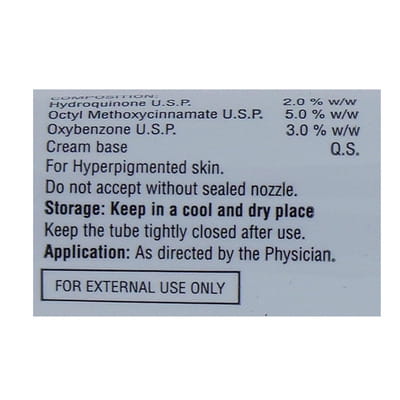 COMPOSITION:
Hydroquinone U.S.P. 2.0 % w/w
Octyl Methoxycinnamate U.S.P. 5.0 % w/w
Oxybenzone U.S.P. 3.0 % w/w
Cream base Q.S.
For Hyperpigmented skin.
Do not accept without sealed nozzle.
Storage: Keep in a cool and dry place
Keep the tube tightly closed after use.
Application: As directed by the Physician.
FOR EXTERNAL USE ONLY